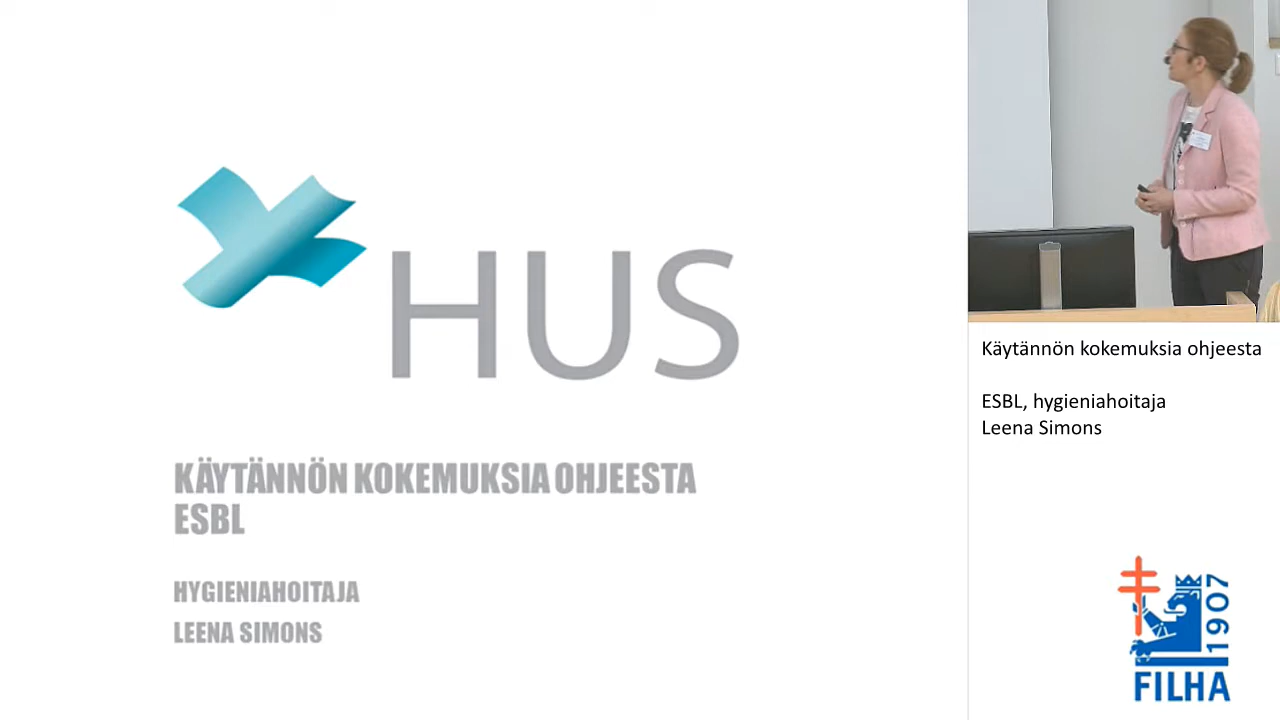 HUS
KÄYTÄNNÖN KOKEMUKSIA OHJEESTA
ESBL
HYGIENIAHOITAJA
LEENA SIMONS
Käytännön kokemuksia ohjeesta
ESBL, hygieniahoitaja
Leena Simons
1907
FILHA